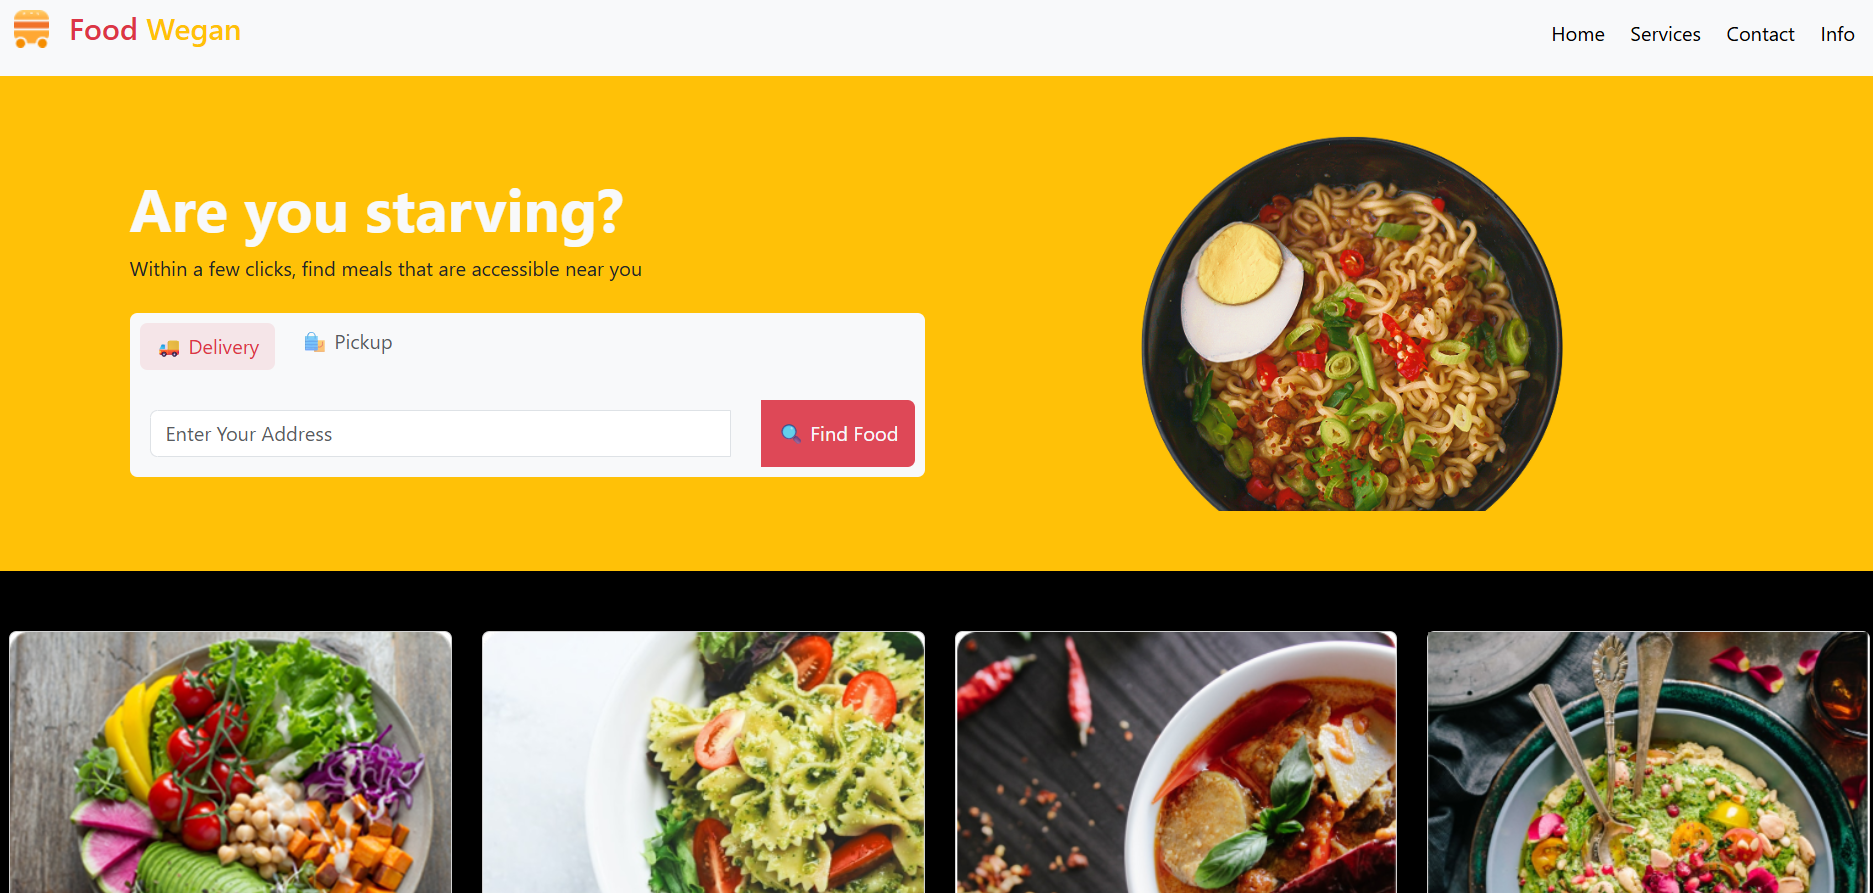 Food Wegan
Home Services Contact Info
Are you starving?
Within a few clicks, find meals that are accessible near you
Delivery Pickup
Enter Your Address
Find Food